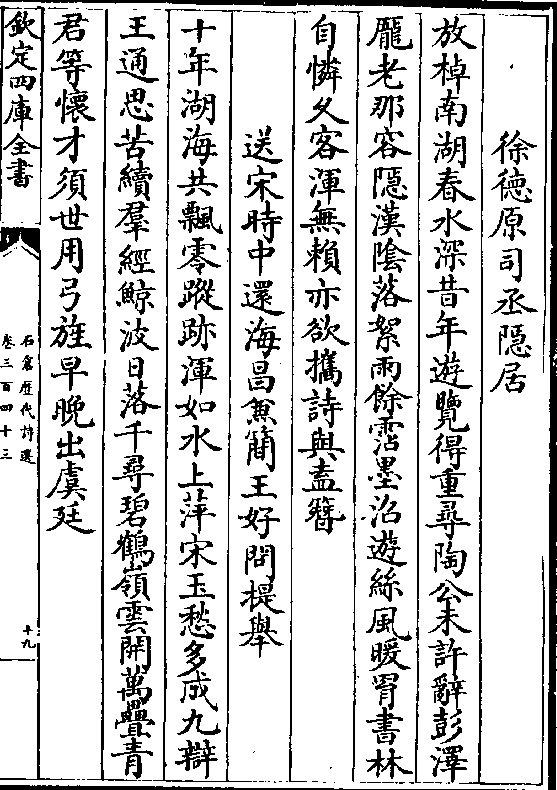 徐徳原司丞隠居
放棹南湖春水深昔年遊覽得重尋陶公未許辭彭澤
龎老那容隠漢隂落絮雨餘霑墨沼遊絲風暖罥書林
自憐久客渾無賴亦欲攜詩與盍簪
送宋時中還海昌兼簡王好問提舉
十年湖海共飄零蹤跡渾如水上萍宋玉愁多成九辯
王通思苦續羣經鯨波日落千尋碧鶴嶺雲開萬疊青
君等懷才須世用弓旌早晚出虞廷
欽定四庫全書
石倉歴代詩選
卷三百四十三
十九